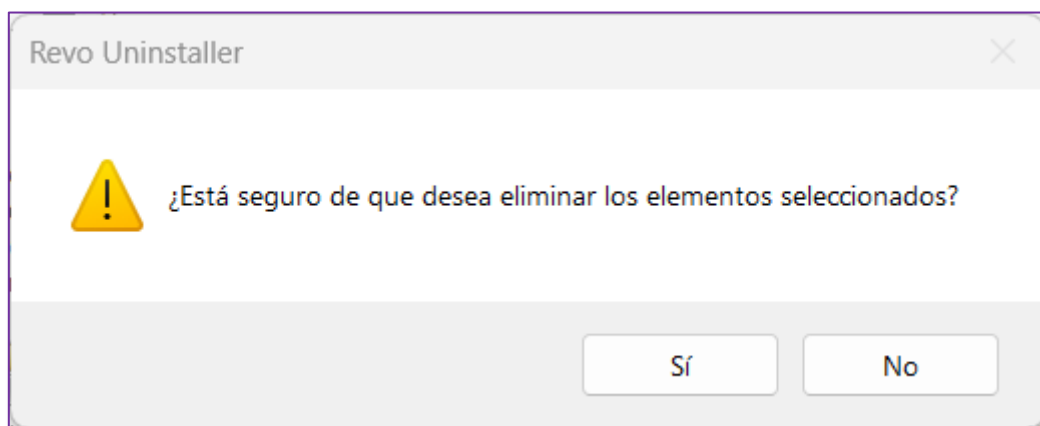 Revo Uninstaller
¿Está seguro de que desea eliminar los elementos seleccionados?
Sí
No